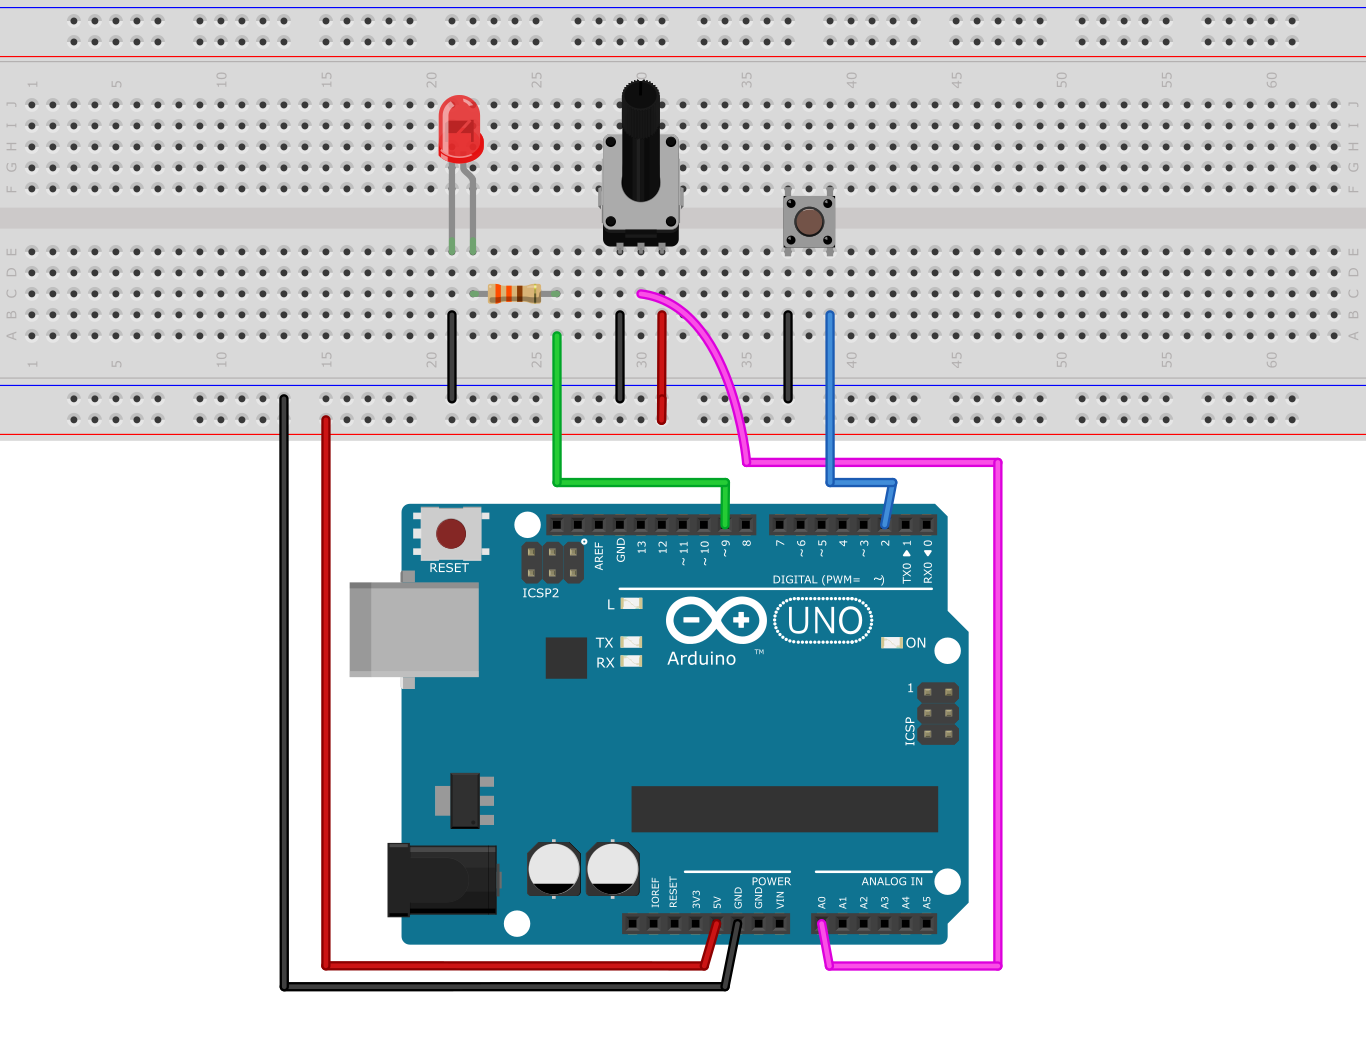 1 5 10 15 20 25 30 35 40 45 50 55 60
J J
I I
H H
G G
F F
E E
D D
C C
B B
A A
1 5 10 15 20 25 30 35 40 45 50 55 60
RESET
ICSP2
AREF
GND
13
12
~11
~10
~9
8
7
~6
~5
4
~3
2
TX0 ▶ 1
RX0 ◀ 0
DIGITAL (PWM= ~)
L
TX
RX
Arduino
TM
UNO
ON
1
ICSP
POWER
ANALOG IN
IOREF
RESET
3V3
5V
GND
GND
VIN
A0
A1
A2
A3
A4
A5